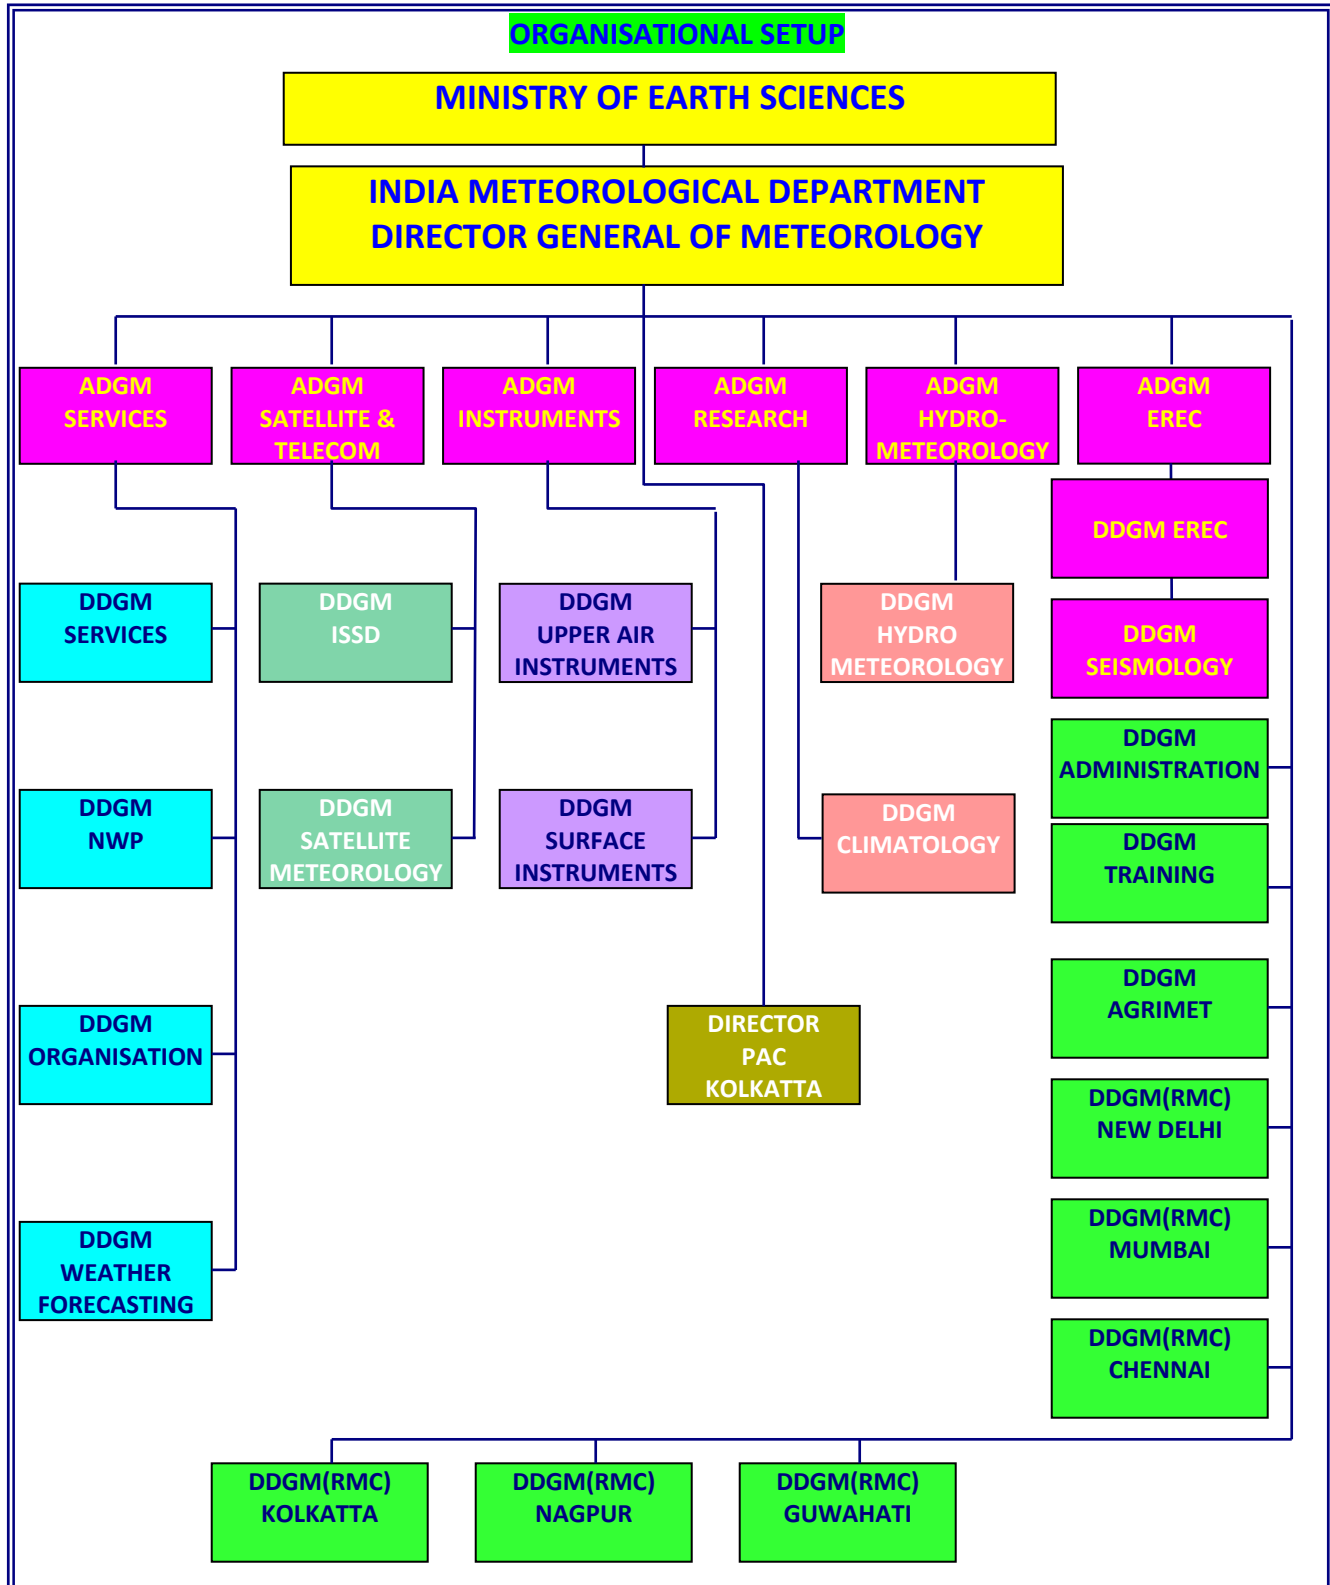 ORGANISATIONAL SETUP
MINISTRY OF EARTH SCIENCES
INDIA METEOROLOGICAL DEPARTMENT
DIRECTOR GENERAL OF METEOROLOGY
ADGM
SERVICES
ADGM
SATELLITE &
TELECOM
ADGM
INSTRUMENTS
ADGM
RESEARCH
ADGM
HYDRO-
METEOROLOGY
ADGM
EREC
DDGM EREC
DDGM
SERVICES
DDGM
ISSD
DDGM
UPPER AIR
INSTRUMENTS
DDGM
HYDRO
METEOROLOGY
DDGM
SEISMOLOGY
DDGM
ADMINISTRATION
DDGM
NWP
DDGM
SATELLITE
METEOROLOGY
DDGM
SURFACE
INSTRUMENTS
DDGM
CLIMATOLOGY
DDGM
TRAINING
DDGM
AGRIMET
DDGM
ORGANISATION
DIRECTOR
PAC
KOLKATTA
DDGM(RMC)
NEW DELHI
DDGM(RMC)
MUMBAI
DDGM
WEATHER
FORECASTING
DDGM(RMC)
CHENNAI
DDGM(RMC)
KOLKATTA
DDGM(RMC)
NAGPUR
DDGM(RMC)
GUWAHATI